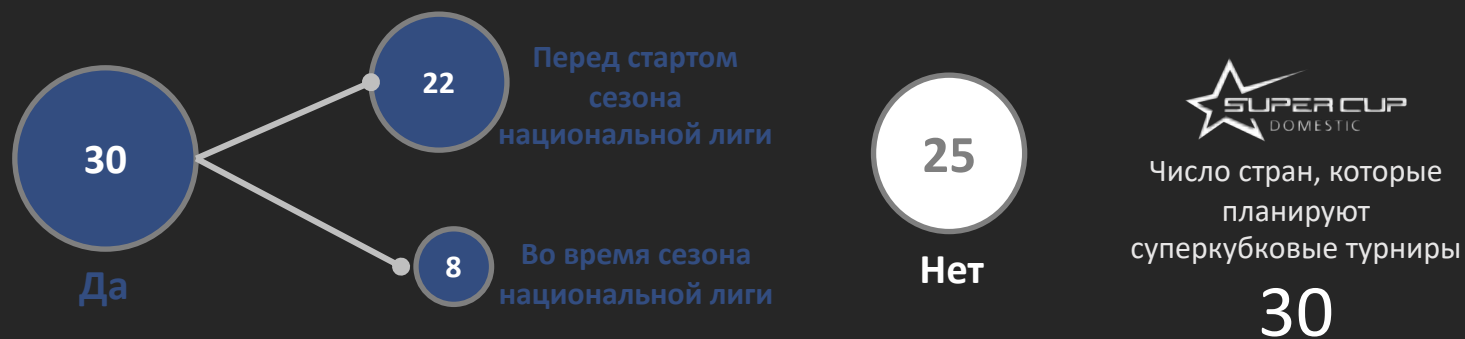 30
Да
22
Перед стартом
сезона
национальной лиги
8
Во время сезона
национальной лиги
25
Нет
SUPER CUP
DOMESTIC
Число стран, которые
планируют
суперкубковые турниры
30